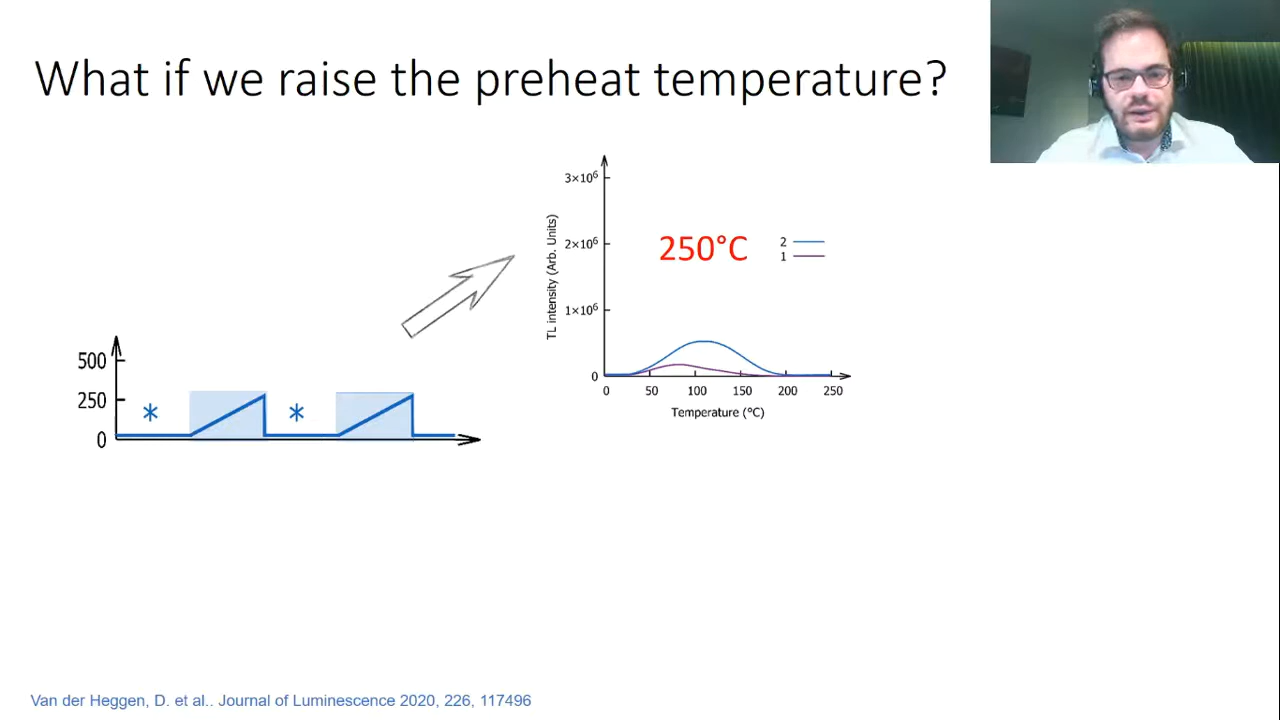 What if we raise the preheat temperature?
3×10⁶
2×10⁶
1×10⁶
0
TL intensity (Arb. Units)
250°C
2
1
0 50 100 150 200 250
Temperature (°C)
500
250
0
*
*
Van der Heggen, D. et al.. Journal of Luminescence 2020, 226, 117496